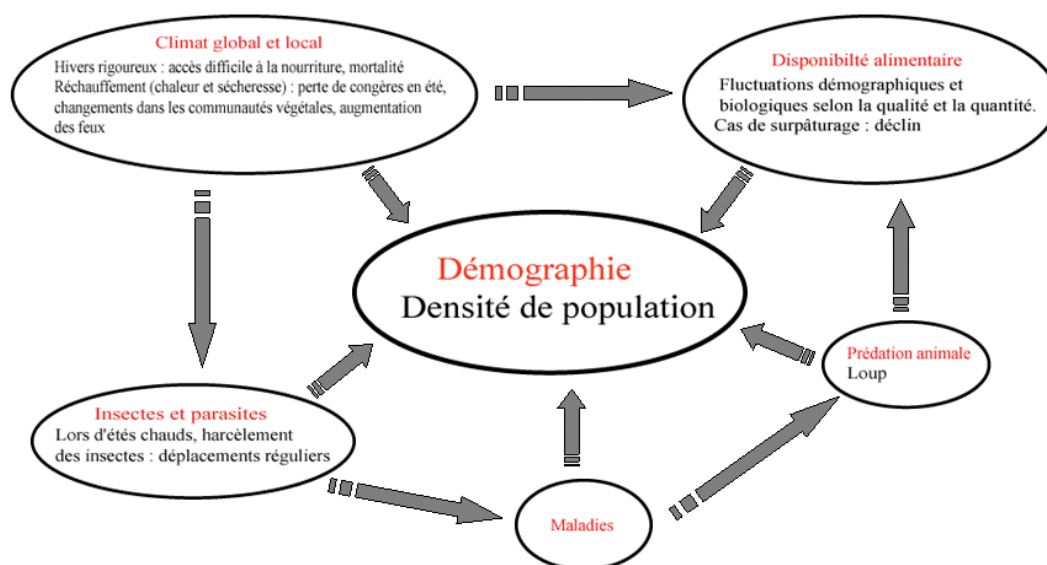 Climat global et local
Hivers rigoureux : accès difficile à la nourriture, mortalité
Réchauffement (chaleur et sécheresse) : perte de congères en été,
changements dans les communautés végétales, augmentation
des feux
Disponibilté alimentaire
Fluctuations démographiques et
biologiques selon la qualité et la quantité.
Cas de surpâturage : déclin
Démographie
Densité de population
Prédation animale
Loup
Insectes et parasites
Lors d'étés chauds, harcèlement
des insectes : déplacements réguliers
Maladies